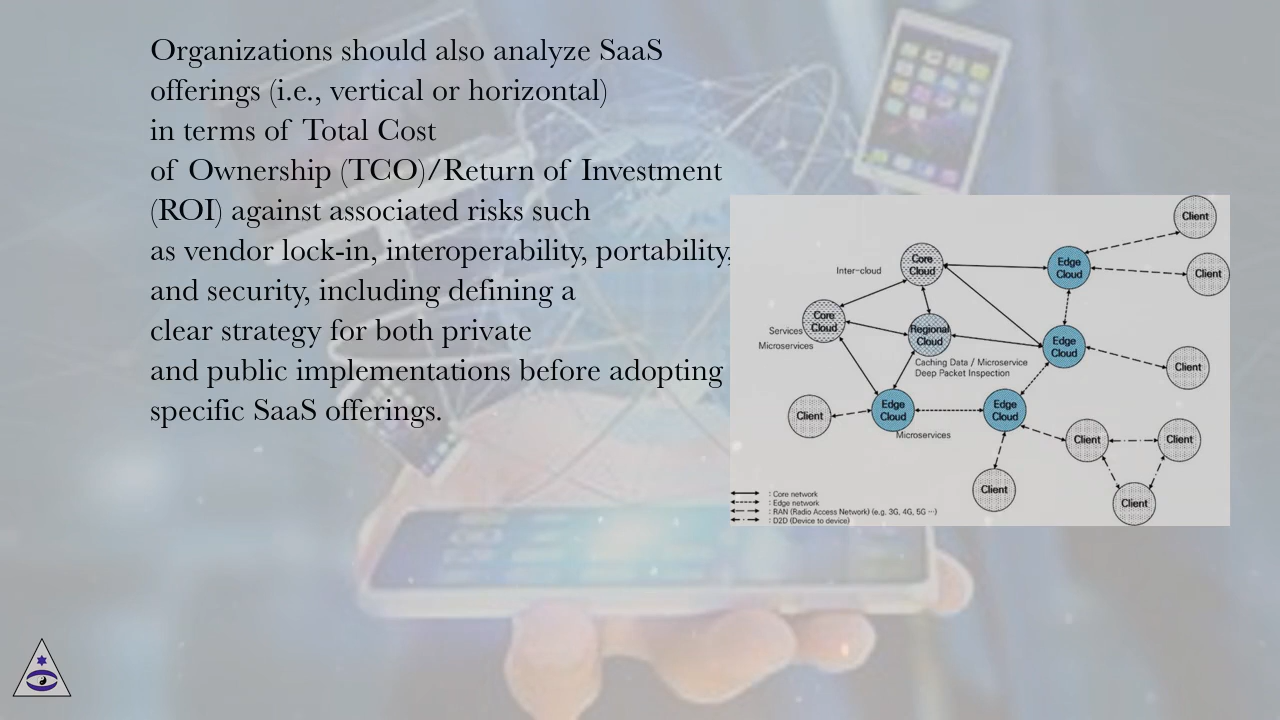 Organizations should also analyze SaaS
offerings (i.e., vertical or horizontal)
in terms of Total Cost
of Ownership (TCO)/Return of Investment
(ROI) against associated risks such
as vendor lock-in, interoperability, portability,
and security, including defining a
clear strategy for both private
and public implementations before adopting
specific SaaS offerings.
Client
Core
Cloud
Edge
Cloud
Inter-cloud
Client
Core
Cloud
Services
Microservices
Regional
Cloud
Edge
Cloud
Caching Data / Microservice
Deep Packet Inspection
Client
Client
Edge
Cloud
Edge
Cloud
Microservices
Client
Client
Client
Client
: Core network
: Edge network
: RAN (Radio Access Network) (e.g. 3G, 4G, 5G ···)
: D2D (Device to device)